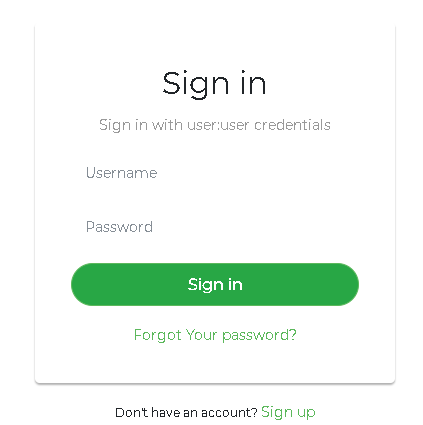 Sign in
Sign in with user:user credentials
Username
Password
Sign in
Forgot Your password?
Don't have an account? Sign up